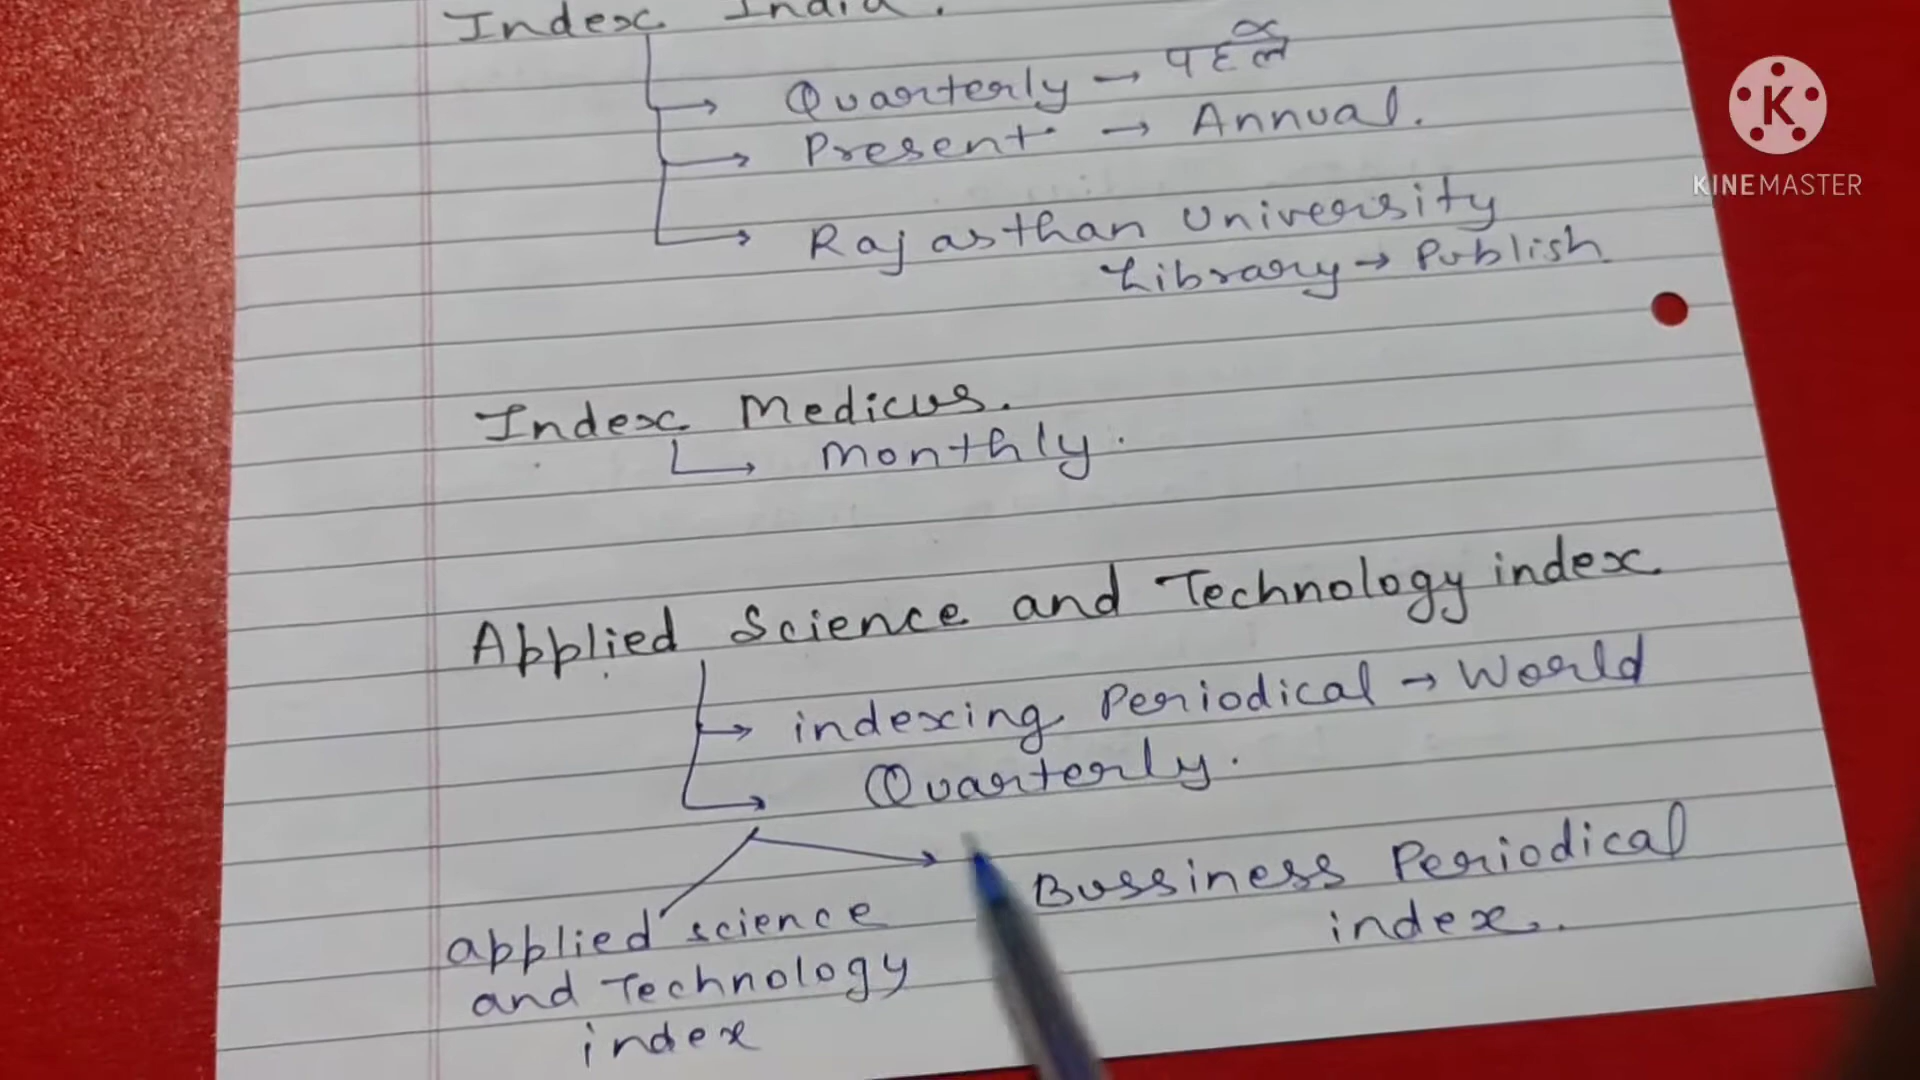 Index India.
Quarterly → पहले
Present → Annual.
Rajasthan University
Library → Publish
K
KINEMASTER
Index Medicus.
Monthly.
Applied Science and Technology index
indexing Periodical → World
Quarterly.
Bussiness Periodical
index.
applied science
and Technology
index